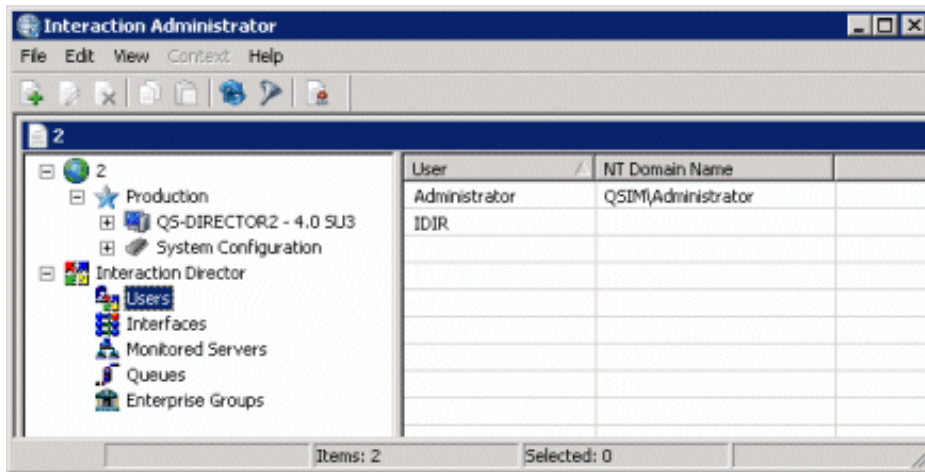 Interaction Administrator
File Edit View Context Help
2
2
Production
QS-DIRECTOR2 - 4.0 SU3
System Configuration
Interaction Director
Users
Interfaces
Monitored Servers
Queues
Enterprise Groups
User NT Domain Name
Administrator QSIM\Administrator
IDIR
Items: 2 Selected: 0